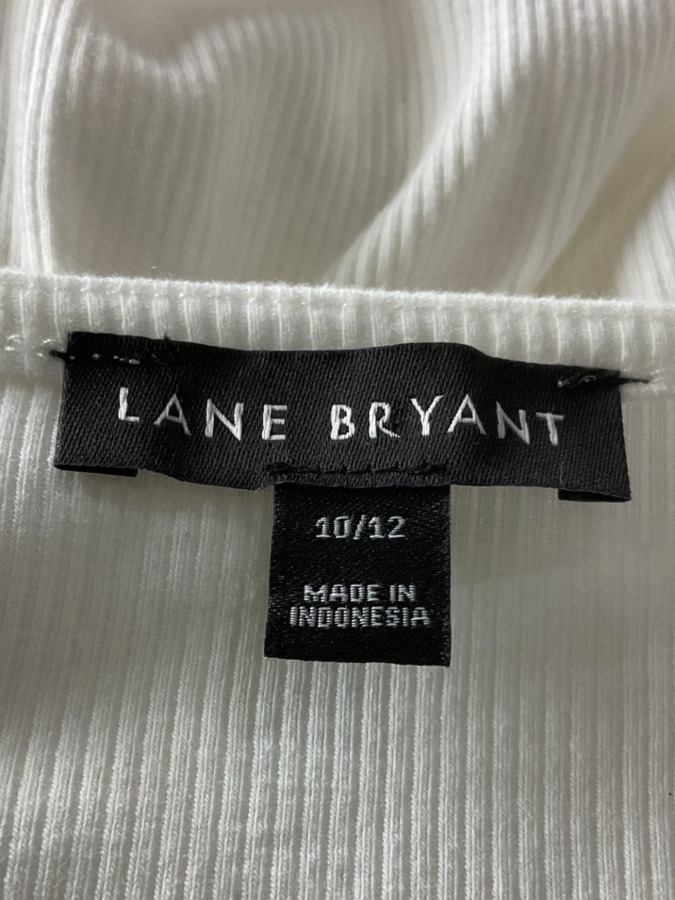 LANE BRYANT
10/12
MADE IN
INDONESIA